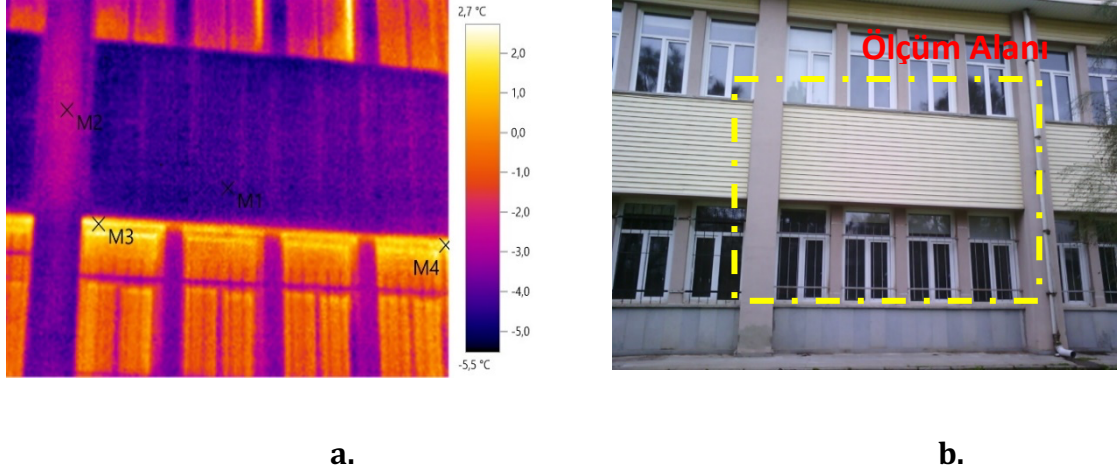 2,7 °C
2,0
1,0
0,0
-1,0
-2,0
-3,0
-4,0
-5,0
-5,5 °C
M2
M1
M3
M4
Ölçüm Alanı
a.
b.